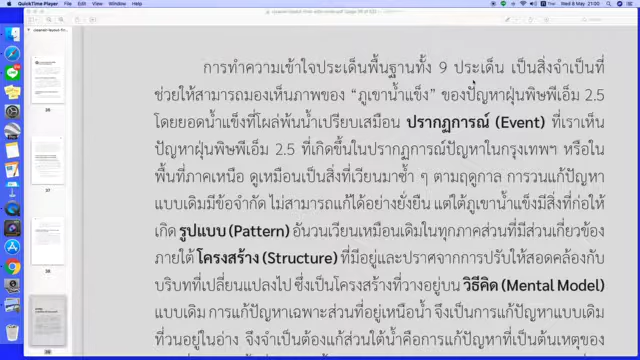 QuickTime Player File Edit View Window Help
Wed 8 May 21:00
การทำความเข้าใจประเด็นพื้นฐานทั้ง 9 ประเด็น เป็นสิ่งจำเป็นที่
ช่วยให้สามารถมองเห็นภาพของ “ภูเขาน้ำแข็ง” ของปัญหาฝุ่นพิษพีเอ็ม 2.5
โดยยอดน้ำแข็งที่โผล่พ้นน้ำเปรียบเสมือน ปรากฏการณ์ (Event) ที่เราเห็น
ปัญหาฝุ่นพิษพีเอ็ม 2.5 ที่เกิดขึ้นในปรากฏการณ์ปัญหาในกรุงเทพฯ หรือใน
พื้นที่ภาคเหนือ ดูเหมือนเป็นสิ่งที่เวียนมาซ้ำ ๆ ตามฤดูกาล การวนแก้ปัญหา
แบบเดิมมีข้อจำกัด ไม่สามารถแก้ได้อย่างยั่งยืน แต่ใต้ภูเขาน้ำแข็งมีสิ่งที่ก่อให้
เกิด รูปแบบ (Pattern) อันวนเวียนเหมือนเดิมในทุกภาคส่วนที่มีส่วนเกี่ยวข้อง
ภายใต้ โครงสร้าง (Structure) ที่มีอยู่และปราศจากการปรับให้สอดคล้องกับ
บริบทที่เปลี่ยนแปลงไป ซึ่งเป็นโครงสร้างที่วางอยู่บน วิธีคิด (Mental Model)
แบบเดิม การแก้ปัญหาเฉพาะส่วนที่อยู่เหนือน้ำ จึงเป็นการแก้ปัญหาแบบเดิม
ที่วนอยู่ในอ่าง จึงจำเป็นต้องแก้ส่วนใต้น้ำคือการแก้ปัญหาที่เป็นต้นเหตุของ
36
37
38
39